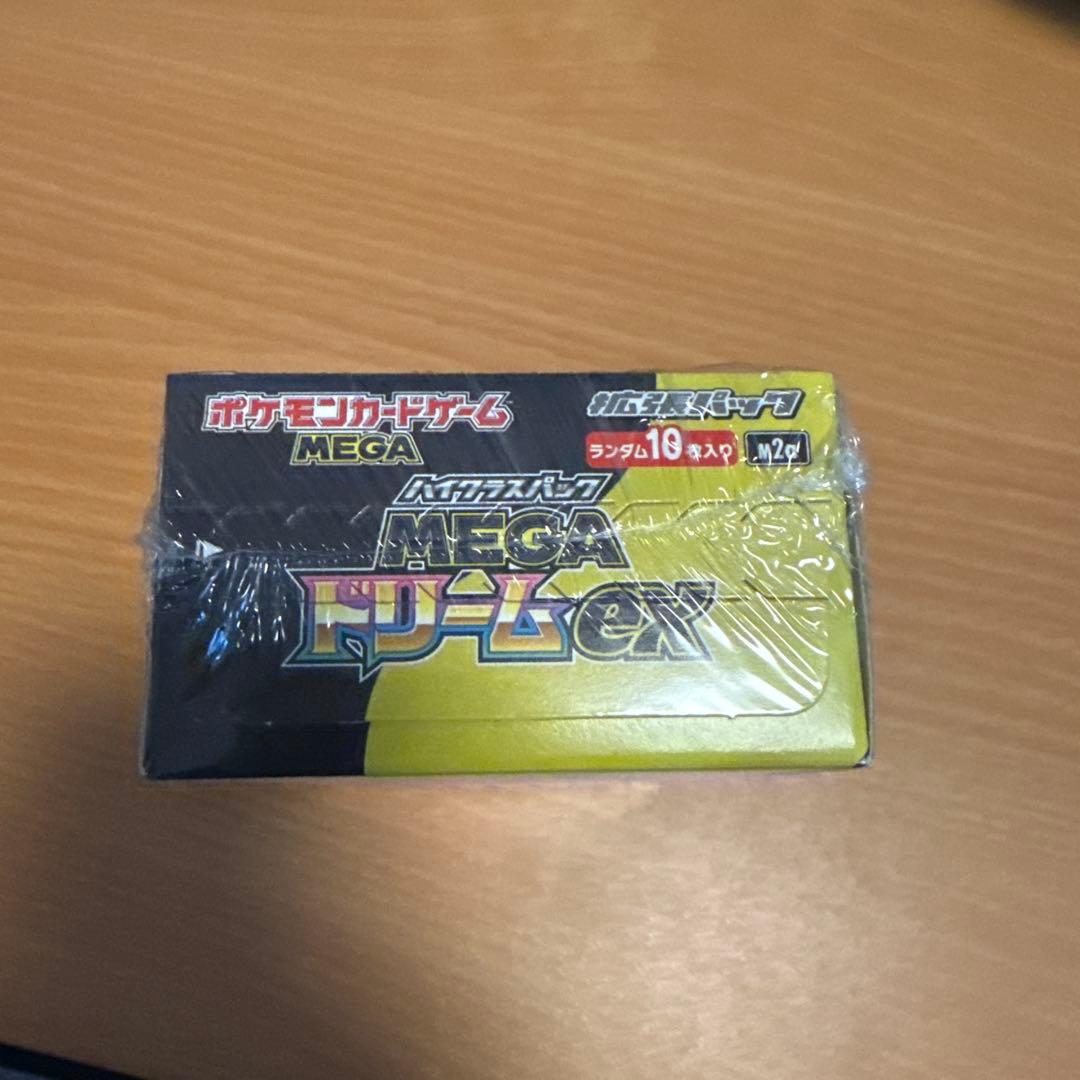 ポケモンカードゲーム
MEGA
拡張パック
ランダム10枚入り
M2a
ハイクラスパック
MEGA
ドリームex